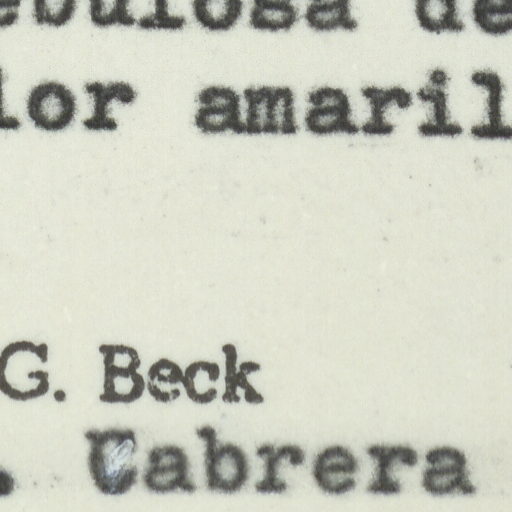 ebulosa de
lor amaril
G. Beck
. Cabrera